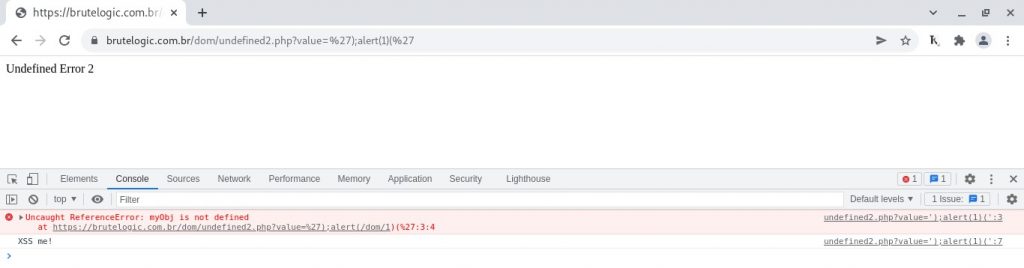 https://brutelogic.com.br/
brutelogic.com.br/dom/undefined2.php?value=%27);alert(1)(%27
Undefined Error 2
Elements Console Sources Network Performance Memory Application Security Lighthouse 1 1
top Filter Default levels 1 Issue: 1
Uncaught ReferenceError: myObj is not defined undefined2.php?value=');alert(1)(':3
at https://brutelogic.com.br/dom/undefined2.php?value=%27);alert(/dom/1)(%27:3:4
XSS me! undefined2.php?value=');alert(1)(':7